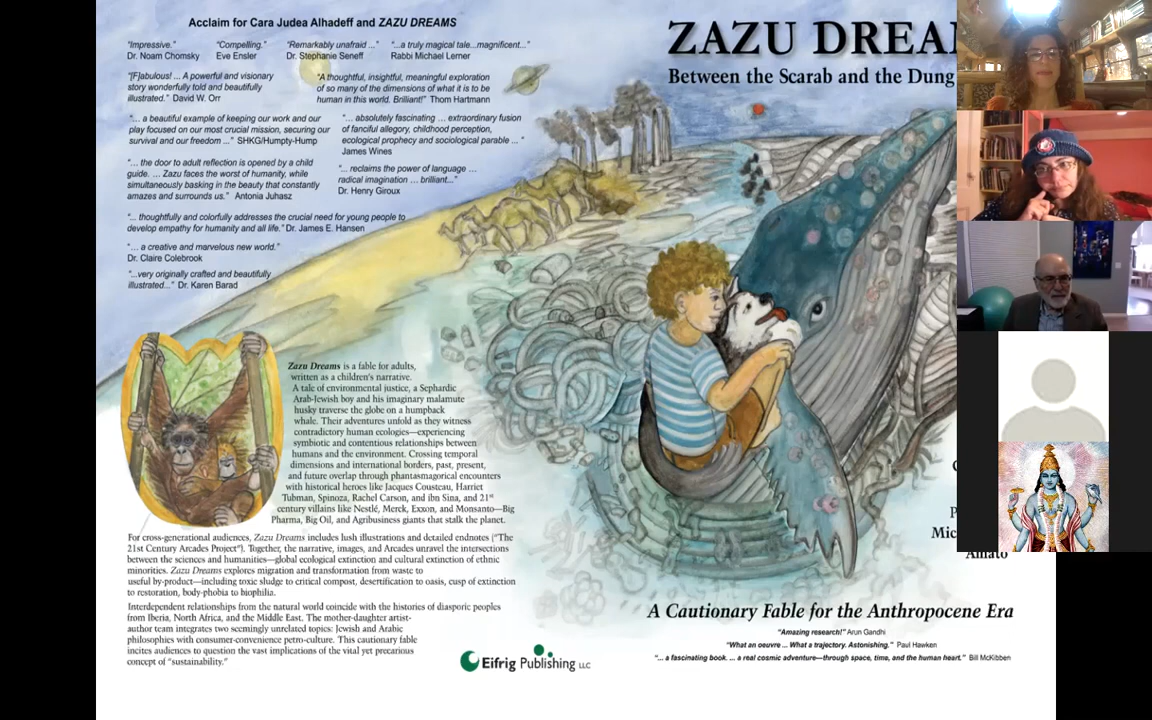 Acclaim for Cara Judea Alhadeff and ZAZU DREAMS
"Impressive."
Dr. Noam Chomsky
"Compelling."
Eve Ensler
"Remarkably unafraid ..."
Dr. Stephanie Seneff
"...a truly magical tale...magnificent..."
Rabbi Michael Lerner
"[F]abulous! ... A powerful and visionary
story wonderfully told and beautifully
illustrated." David W. Orr
"A thoughtful, insightful, meaningful exploration
of so many of the dimensions of what it is to be
human in this world. Brilliant!" Thom Hartmann
"... a beautiful example of keeping our work and our
play focused on our most crucial mission, securing our
survival and our freedom ..." SHKG/Humpty-Hump
"... absolutely fascinating ... extraordinary fusion
of fanciful allegory, childhood perception,
ecological prophecy and sociological parable ..."
James Wines
"... the door to adult reflection is opened by a child
guide. ... Zazu faces the worst of humanity, while
simultaneously basking in the beauty that constantly
amazes and surrounds us." Antonia Juhasz
"... reclaims the power of language ...
radical imagination ... brilliant..."
Dr. Henry Giroux
"... thoughtfully and colorfully addresses the crucial need for young people to
develop empathy for humanity and all life." Dr. James E. Hansen
"... a creative and marvelous new world."
Dr. Claire Colebrook
"...very originally crafted and beautifully
illustrated..." Dr. Karen Barad
Zazu Dreams is a fable for adults,
written as a children's narrative.
A tale of environmental justice, a Sephardic
Arab-Jewish boy and his imaginary malamute
husky traverse the globe on a humpback
whale. Their adventures unfold as they witness
contradictory human ecologies—experiencing
symbiotic and contentious relationships between
humans and the environment. Crossing temporal
dimensions and international borders, past, present,
and future overlap through phantasmagorical encounters
with historical heroes like Jacques Cousteau, Harriet
Tubman, Spinoza, Rachel Carson, and ibn Sina, and 21st
century villains like Nestlé, Merck, Exxon, and Monsanto—Big
Pharma, Big Oil, and Agribusiness giants that stalk the planet.
For cross-generational audiences, Zazu Dreams includes lush illustrations and detailed endnotes ("The
21st Century Arcades Project"). Together, the narrative, images, and Arcades unravel the intersections
between the sciences and humanities—global ecological extinction and cultural extinction of ethnic
minorities. Zazu Dreams explores migration and transformation from waste to
useful by-product—including toxic sludge to critical compost, desertification to oasis, cusp of extinction
to restoration, body-phobia to biophilia.
Interdependent relationships from the natural world coincide with the histories of diasporic peoples
from Iberia, North Africa, and the Middle East. The mother-daughter artist-
author team integrates two seemingly unrelated topics: Jewish and Arabic
philosophies with consumer-convenience petro-culture. This cautionary fable
incites audiences to question the vast implications of the vital yet precarious
concept of "sustainability."
Eifrig Publishing LLC
ZAZU DREA
Between the Scarab and the Dung
Mic
Amato
A Cautionary Fable for the Anthropocene Era
"Amazing research!" Arun Gandhi
"What an oeuvre ... What a trajectory. Astonishing." Paul Hawken
"... a fascinating book. ... a real cosmic adventure—through space, time, and the human heart." Bill McKibben